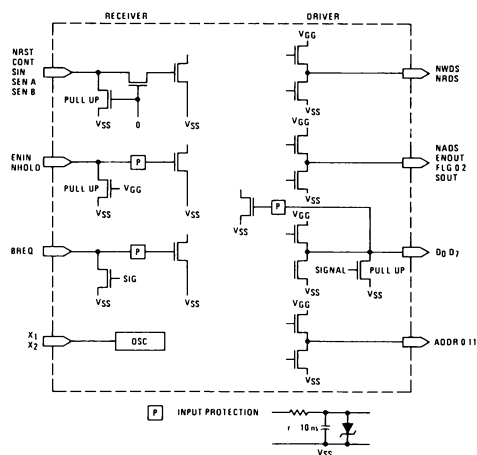 RECEIVER
DRIVER
NRST
CONT
SIN
SEN A
SEN B
PULL UP
VSS
0
VSS
VGG
VSS
NWDS
NRDS
ENIN
NHOLD
P
PULL UP
VGG
VSS
VSS
VGG
VSS
NADS
ENOUT
FLG 0 2
SOUT
P
VSS
VGG
BREQ
P
SIG
VSS
VSS
SIGNAL
PULL UP
VSS
VSS
D0 D7
X1
X2
OSC
VGG
VSS
ADDR 0 11
P
INPUT PROTECTION
r 10 ns
VSS